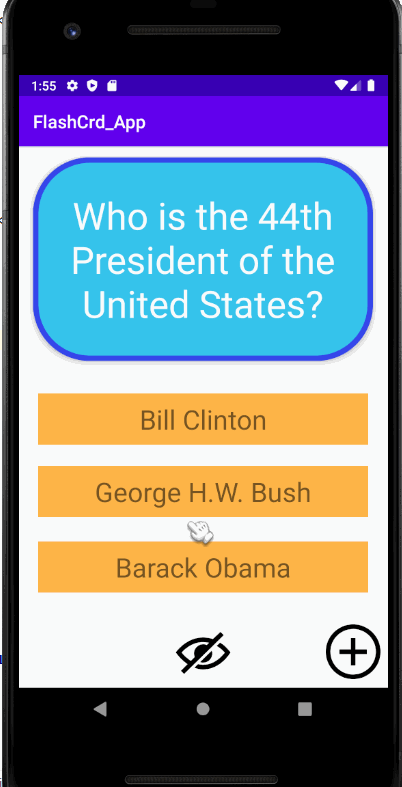 1:55
FlashCrd_App
Who is the 44th
President of the
United States?
Bill Clinton
George H.W. Bush
Barack Obama